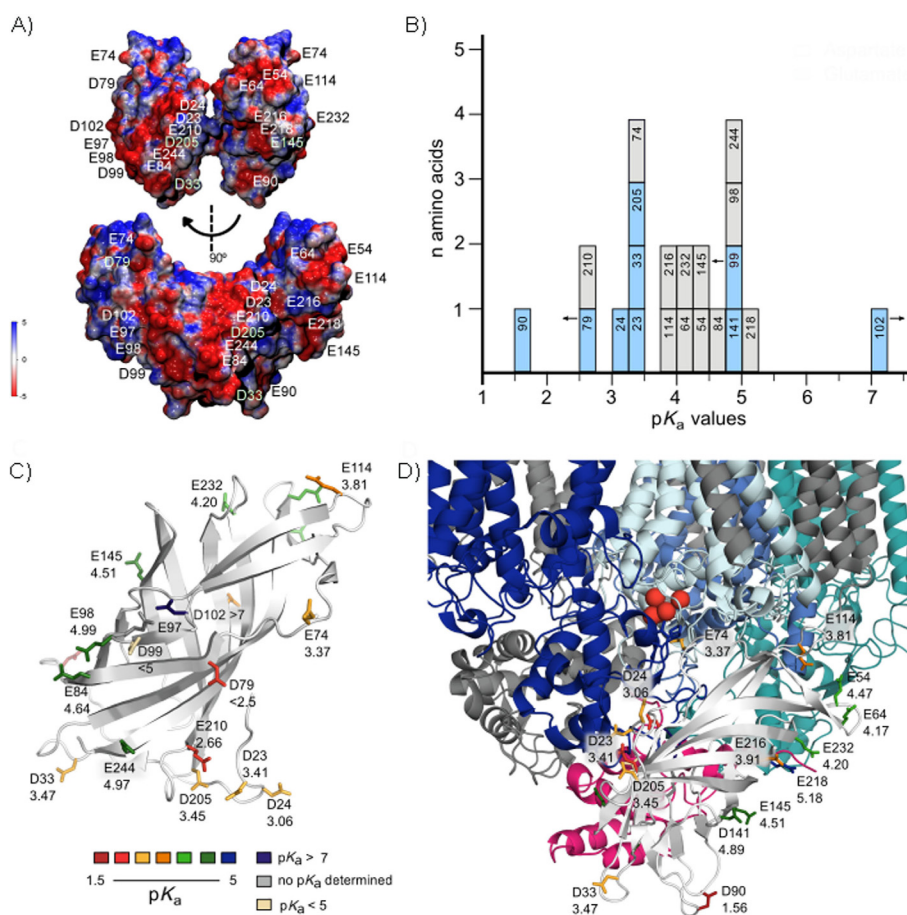 A)
E74
D79
D102
E97
E98
D99
D24
D23
E210
D205
E244
E84
D33
E54
E64
E216
E218
E145
E90
E74
E114
E232
90º
E74
D79
D102
E97
E98
D99
D24
D23
E210
D205
E244
E84
D33
E64
E216
E218
E145
E90
E54
E114
5
0
-5
B)
n amino acids
5
4
3
2
1
90
210
79
24
74
205
33
23
216
114
232
64
145
54
84
244
98
99
141
218
102
1 2 3 4 5 6 7
pKa values
C)
E232
4.20
E114
3.81
E145
4.51
E98
4.99
E97
D102 >7
D99
<5
E74
3.37
E84
4.64
D79
<2.5
E210
2.66
D33
3.47
E244
4.97
D205
3.45
D23
3.41
D24
3.06
1.5 5
pKa
pKa > 7
no pKa determined
pKa < 5
D)
E74
3.37
E114
3.81
D24
3.06
E54
4.47
E64
4.17
D23
3.41
E216
3.91
E232
4.20
D205
3.45
E218
5.18
E145
4.51
D141
4.89
D33
3.47
D90
1.56